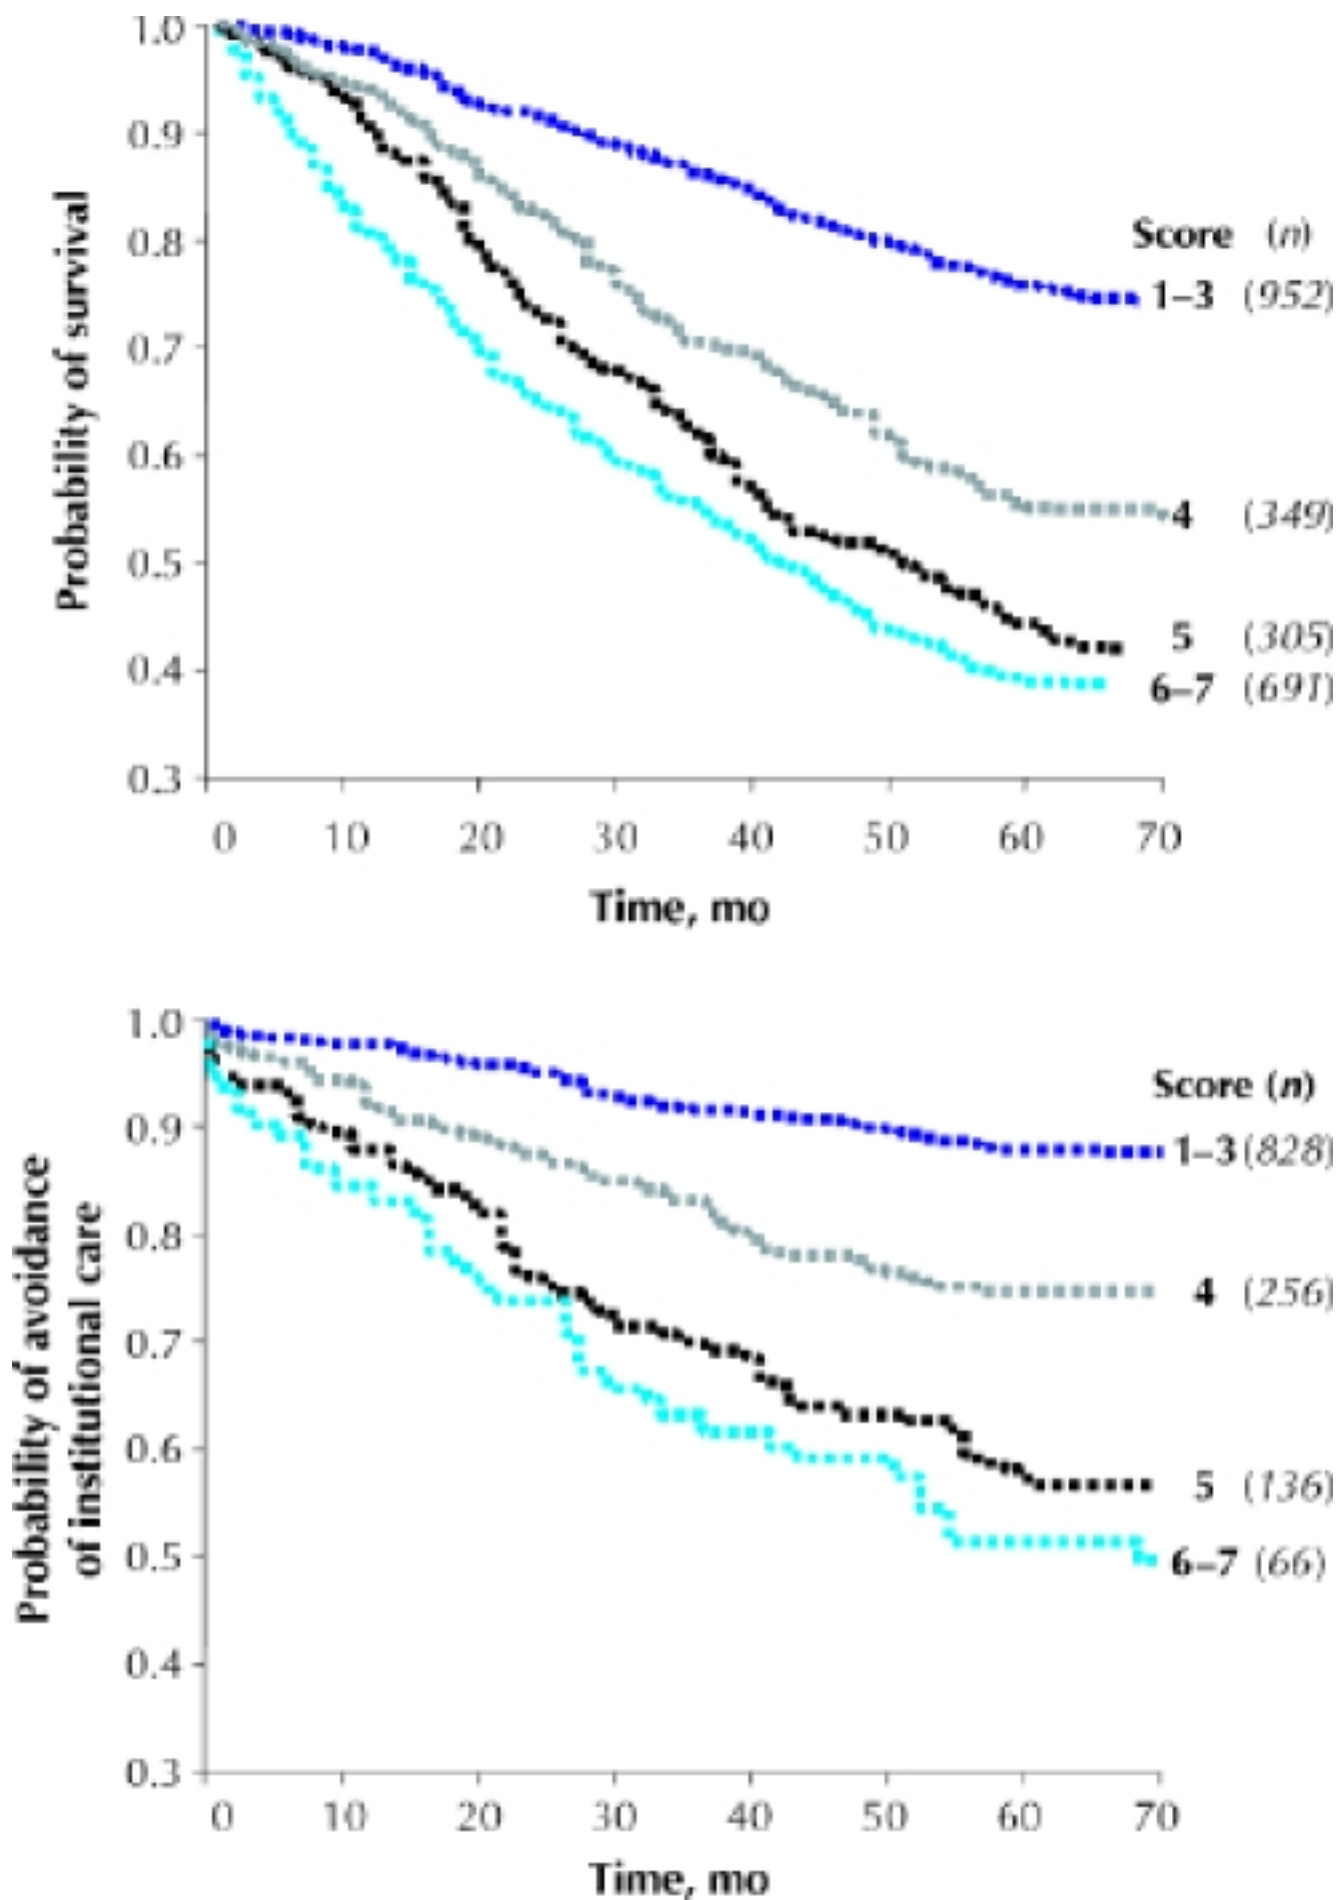 1.0
0.9
0.8
0.7
0.6
0.5
0.4
0.3
Probability of survival
Score (n)
1–3 (952)
4 (349)
5 (305)
6–7 (691)
0 10 20 30 40 50 60 70
Time, mo
1.0
0.9
0.8
0.7
0.6
0.5
0.4
0.3
Probability of avoidance
of institutional care
Score (n)
1–3 (828)
4 (256)
5 (136)
6–7 (66)
0 10 20 30 40 50 60 70
Time, mo